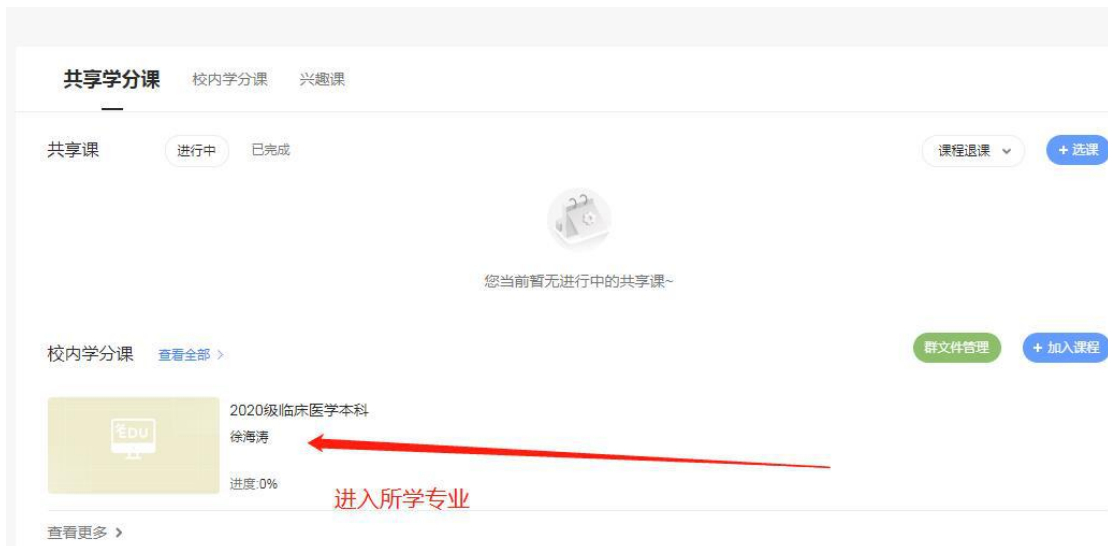 共享学分课 校内学分课 兴趣课
共享课 进行中 已完成 课程退课 + 选课
您当前暂无进行中的共享课~
校内学分课 查看全部 > 群文件管理 + 加入课程
EDU
2020级临床医学本科
徐海涛
进度:0%
进入所学专业
查看更多 >